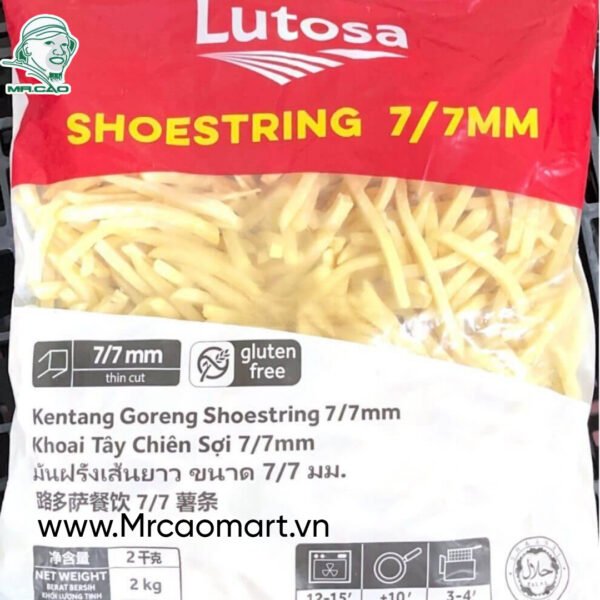 Lutosa
MR.CAO
SHOESTRING 7/7MM
7/7 mm
thin cut
gluten
free
Kentang Goreng Shoestring 7/7mm
Khoai Tây Chiên Sợi 7/7mm
มันฝรั่งเส้นยาว ขนาด 7/7 มม.
路多萨餐饮 7/7 薯条
www.Mrcaomart.vn
净含量 2 千克
NET WEIGHT
BERAT BERSIH 2 kg
KHỐI LƯỢNG TỊNH
12-15' ±10' 3-4'
حلال
HALAL